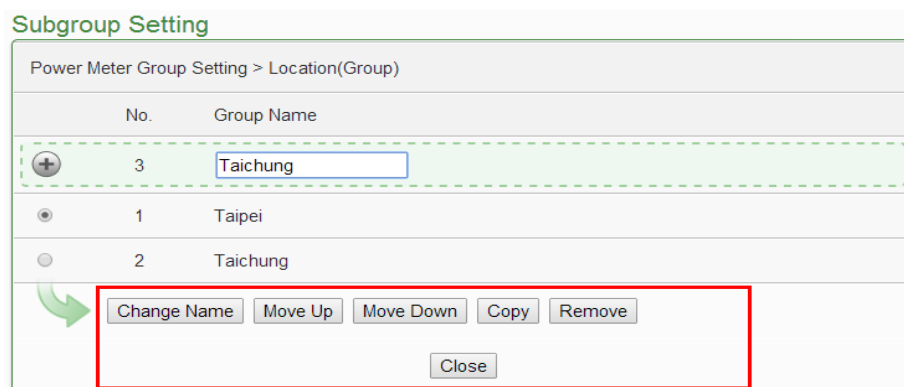 Subgroup Setting
Power Meter Group Setting > Location(Group)
No. Group Name
3 Taichung
1 Taipei
2 Taichung
Change Name Move Up Move Down Copy Remove
Close